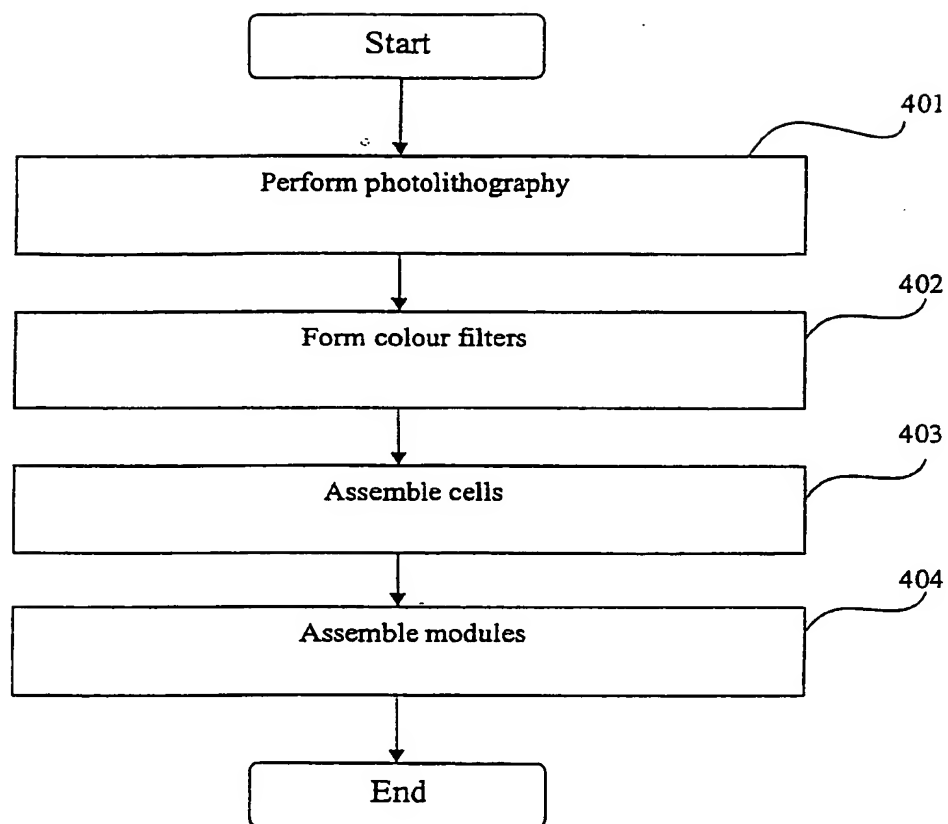 Start
401
Perform photolithography
402
Form colour filters
403
Assemble cells
404
Assemble modules
End